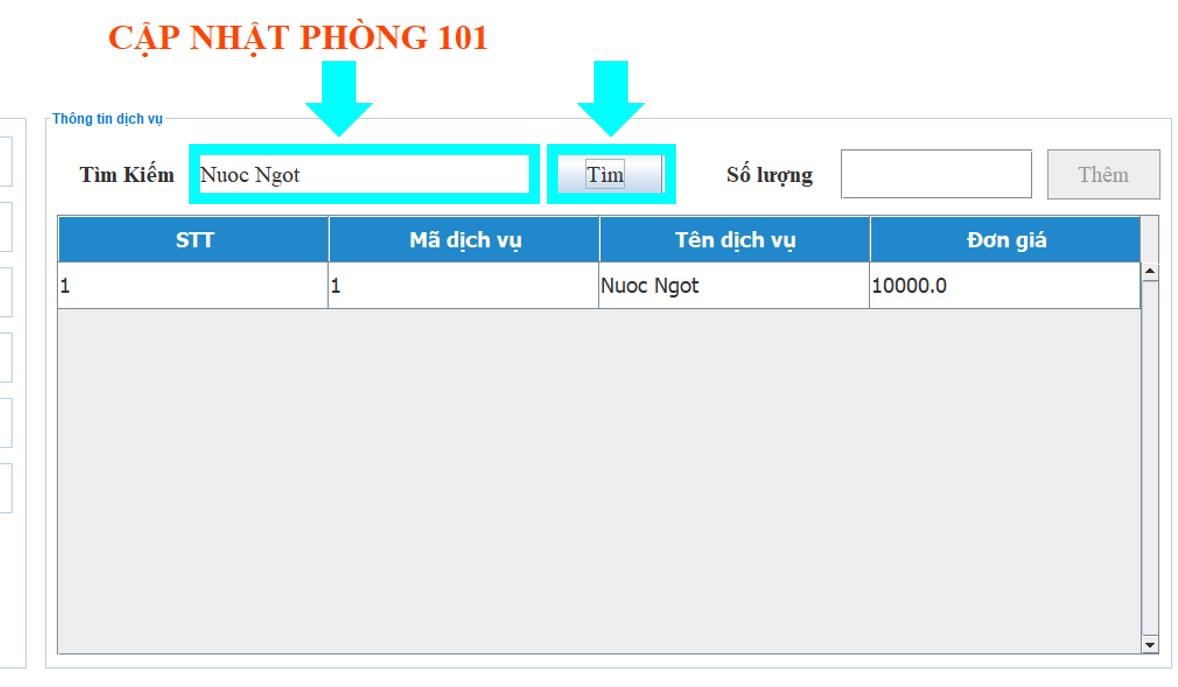 CẬP NHẬT PHÒNG 101
Thông tin dịch vụ
Tìm Kiếm Nuoc Ngot Tìm Số lượng Thêm
STT Mã dịch vụ Tên dịch vụ Đơn giá
1 1 Nuoc Ngot 10000.0